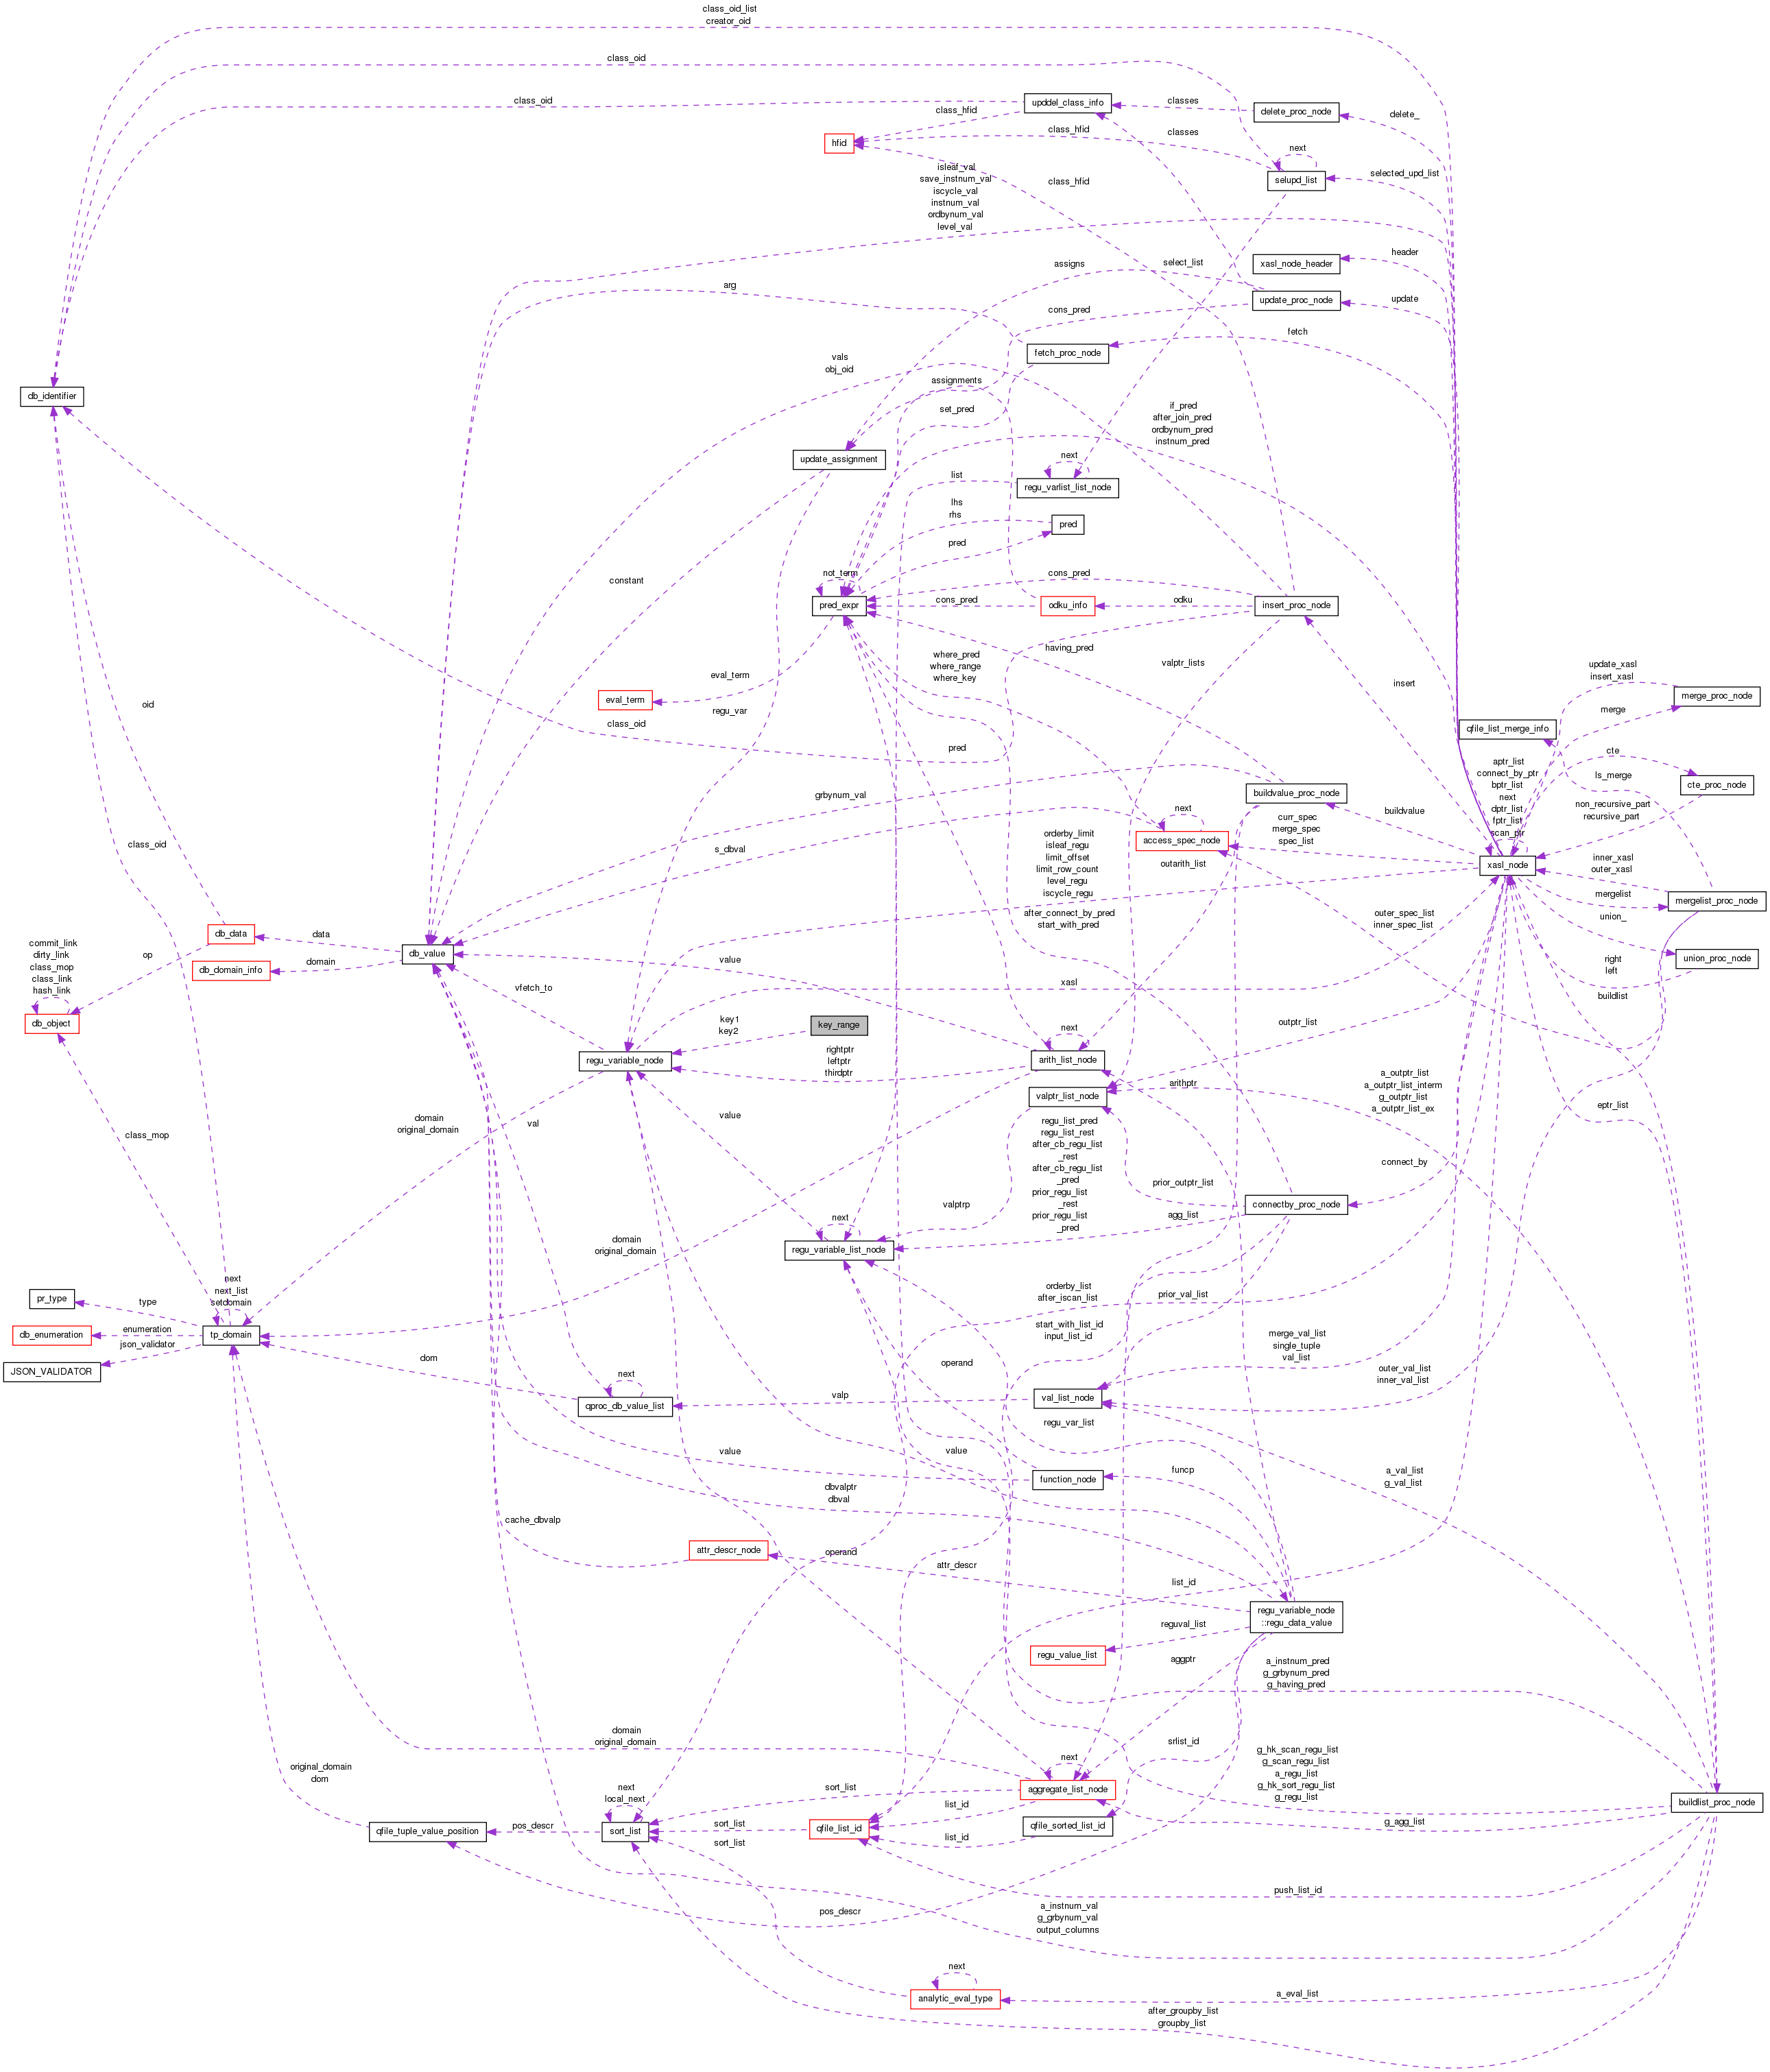 class_oid_list
creator_oid
class_oid
class_oid
upddel_class_info
classes
delete_proc_node
delete_
class_hfid
hfid
class_hfid
classes
next
selupd_list
selected_upd_list
isleaf_val
save_instnum_val
iscycle_val
instnum_val
ordbynum_val
level_val
class_hfid
header
xasl_node_header
assigns
select_list
arg
update_proc_node
update
cons_pred
fetch
fetch_proc_node
vals
obj_oid
assignments
db_identifier
set_pred
if_pred
after_join_pred
ordbynum_pred
instnum_pred
update_assignment
next
list
regu_varlist_list_node
lhs
rhs
pred
pred
constant
not_term
cons_pred
pred_expr
cons_pred
odku_info
odku
insert_proc_node
having_pred
where_pred
where_range
where_key
valptr_lists
eval_term
insert
update_xasl
insert_xasl
merge_proc_node
eval_term
oid
regu_var
merge
class_oid
qfile_list_merge_info
pred
cte
aptr_list
connect_by_ptr
bptr_list
next
dptr_list
fptr_list
scan_ptr
ls_merge
cte_proc_node
buildvalue_proc_node
grbynum_val
non_recursive_part
recursive_part
next
buildvalue
curr_spec
merge_spec
spec_list
access_spec_node
class_oid
s_dbval
orderby_limit
isleaf_regu
limit_offset
limit_row_count
level_regu
iscycle_regu
outarith_list
xasl_node
inner_xasl
outer_xasl
mergelist
mergelist_proc_node
after_connect_by_pred
start_with_pred
outer_spec_list
inner_spec_list
union_
db_data
data
commit_link
dirty_link
class_mop
class_link
hash_link
op
db_value
db_domain_info
domain
value
union_proc_node
right
left
vfetch_to
xasl
buildlist
db_object
key_range
key1
key2
outptr_list
next
regu_variable_node
rightptr
leftptr
thirdptr
arith_list_node
a_outptr_list
a_outptr_list_interm
g_outptr_list
a_outptr_list_ex
arithptr
valptr_list_node
eptr_list
domain
original_domain
val
value
regu_list_pred
regu_list_rest
after_cb_regu_list
_rest
after_cb_regu_list
_pred
prior_regu_list
_rest
prior_regu_list
_pred
class_mop
connect_by
prior_outptr_list
valptrp
connectby_proc_node
agg_list
next
regu_variable_list_node
domain
original_domain
next
next_list
setdomain
orderby_list
after_iscan_list
prior_val_list
pr_type
type
start_with_list_id
input_list_id
db_enumeration
enumeration
tp_domain
merge_val_list
single_tuple
val_list
json_validator
JSON_VALIDATOR
dom
operand
outer_val_list
inner_val_list
next
valp
val_list_node
qproc_db_value_list
regu_var_list
value
value
funcp
function_node
a_val_list
g_val_list
dbvalptr
dbval
cache_dbvalp
attr_descr_node
operand
attr_descr
list_id
regu_variable_node
::regu_data_value
reguval_list
regu_value_list
aggptr
a_instnum_pred
g_grbynum_pred
g_having_pred
domain
original_domain
srlist_id
original_domain
dom
next
g_hk_scan_regu_list
g_scan_regu_list
a_regu_list
g_hk_sort_regu_list
g_regu_list
next
local_next
sort_list
aggregate_list_node
buildlist_proc_node
list_id
g_agg_list
qfile_tuple_value_position
pos_descr
sort_list
sort_list
qfile_list_id
list_id
qfile_sorted_list_id
sort_list
push_list_id
pos_descr
a_instnum_val
g_grbynum_val
output_columns
next
analytic_eval_type
a_eval_list
after_groupby_list
groupby_list